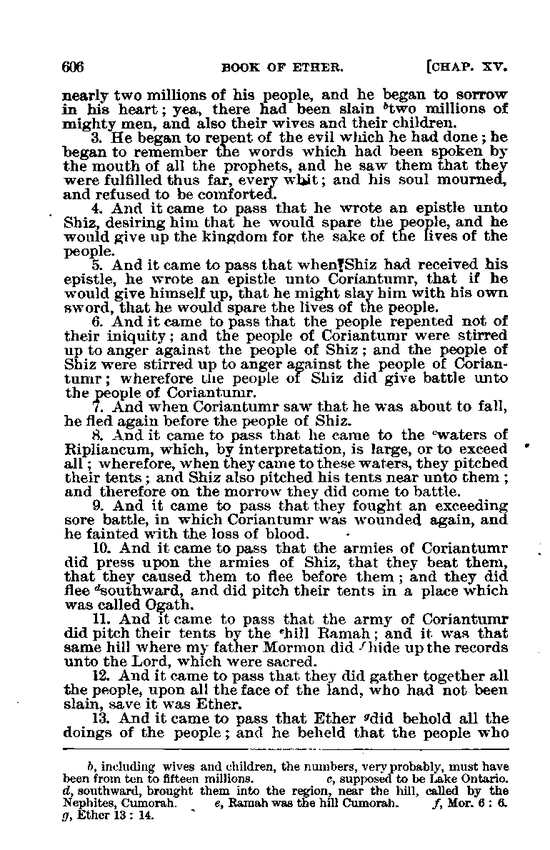 606 BOOK OF ETHER. [CHAP. XV.
nearly two millions of his people, and he began to sorrow
in his heart; yea, there had been slain ᵇtwo millions of
mighty men, and also their wives and their children.
3. He began to repent of the evil which he had done; he
began to remember the words which had been spoken by
the mouth of all the prophets, and he saw them that they
were fulfilled thus far, every whit; and his soul mourned,
and refused to be comforted.
4. And it came to pass that he wrote an epistle unto
Shiz, desiring him that he would spare the people, and he
would give up the kingdom for the sake of the lives of the
people.
5. And it came to pass that when Shiz had received his
epistle, he wrote an epistle unto Coriantumr, that if he
would give himself up, that he might slay him with his own
sword, that he would spare the lives of the people.
6. And it came to pass that the people repented not of
their iniquity; and the people of Coriantumr were stirred
up to anger against the people of Shiz; and the people of
Shiz were stirred up to anger against the people of Corian-
tumr; wherefore the people of Shiz did give battle unto
the people of Coriantumr.
7. And when Coriantumr saw that he was about to fall,
he fled again before the people of Shiz.
8. And it came to pass that he came to the ᶜwaters of
Ripliancum, which, by interpretation, is large, or to exceed
all; wherefore, when they came to these waters, they pitched
their tents; and Shiz also pitched his tents near unto them;
and therefore on the morrow they did come to battle.
9. And it came to pass that they fought an exceeding
sore battle, in which Coriantumr was wounded again, and
he fainted with the loss of blood.
10. And it came to pass that the armies of Coriantumr
did press upon the armies of Shiz, that they beat them,
that they caused them to flee before them; and they did
flee ᵈsouthward, and did pitch their tents in a place which
was called Ogath.
11. And it came to pass that the army of Coriantumr
did pitch their tents by the ᵉhill Ramah; and it was that
same hill where my father Mormon did ᶠhide up the records
unto the Lord, which were sacred.
12. And it came to pass that they did gather together all
the people, upon all the face of the land, who had not been
slain, save it was Ether.
13. And it came to pass that Ether ᵍdid behold all the
doings of the people; and he beheld that the people who
b, including wives and children, the numbers, very probably, must have
been from ten to fifteen millions. c, supposed to be Lake Ontario.
d, southward, brought them into the region, near the hill, called by the
Nephites, Cumorah. e, Ramah was the hill Cumorah. f, Mor. 6 : 6.
g, Ether 13 : 14.